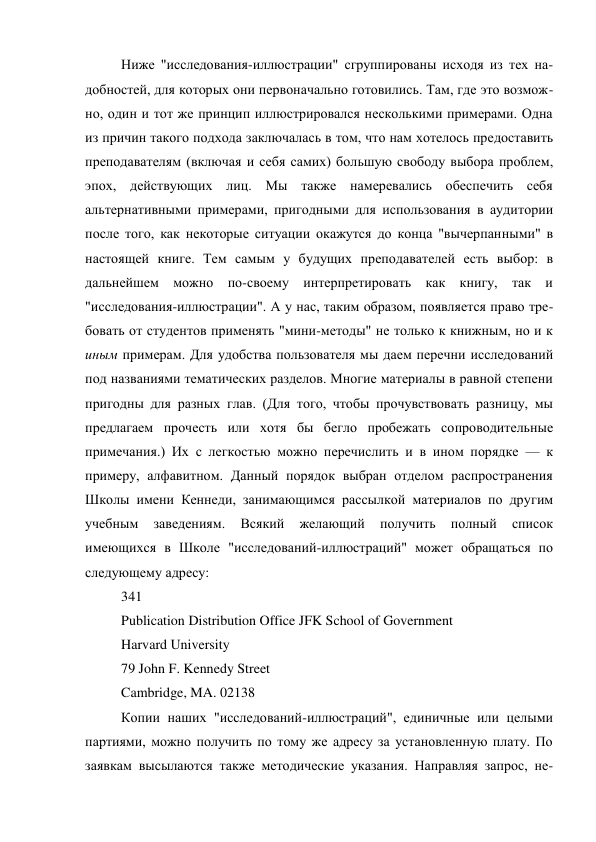 Ниже "исследования-иллюстрации" сгруппированы исходя из тех на-
добностей, для которых они первоначально готовились. Там, где это возмож-
но, один и тот же принцип иллюстрировался несколькими примерами. Одна
из причин такого подхода заключалась в том, что нам хотелось предоставить
преподавателям (включая и себя самих) большую свободу выбора проблем,
эпох, действующих лиц. Мы также намеревались обеспечить себя
альтернативными примерами, пригодными для использования в аудитории
после того, как некоторые ситуации окажутся до конца "вычерпанными" в
настоящей книге. Тем самым у будущих преподавателей есть выбор: в
дальнейшем можно по-своему интерпретировать как книгу, так и
"исследования-иллюстрации". А у нас, таким образом, появляется право тре-
бовать от студентов применять "мини-методы" не только к книжным, но и к
иным примерам. Для удобства пользователя мы даем перечни исследований
под названиями тематических разделов. Многие материалы в равной степени
пригодны для разных глав. (Для того, чтобы прочувствовать разницу, мы
предлагаем прочесть или хотя бы бегло пробежать сопроводительные
примечания.) Их с легкостью можно перечислить и в ином порядке — к
примеру, алфавитном. Данный порядок выбран отделом распространения
Школы имени Кеннеди, занимающимся рассылкой материалов по другим
учебным заведениям. Всякий желающий получить полный список
имеющихся в Школе "исследований-иллюстраций" может обращаться по
следующему адресу:
341
Publication Distribution Office JFK School of Government
Harvard University
79 John F. Kennedy Street
Cambridge, MA. 02138
Копии наших "исследований-иллюстраций", единичные или целыми
партиями, можно получить по тому же адресу за установленную плату. По
заявкам высылаются также методические указания. Направляя запрос, не-